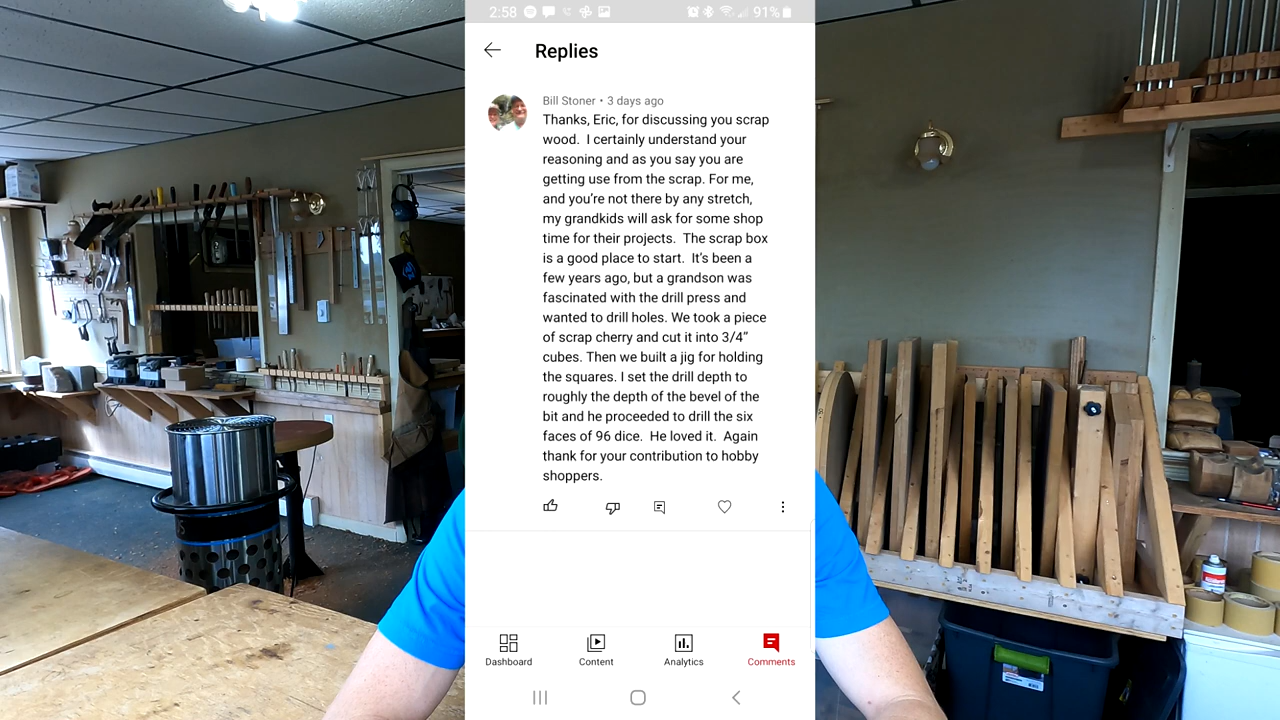 2:58
91%
Replies
Bill Stoner • 3 days ago
Thanks, Eric, for discussing you scrap
wood.  I certainly understand your
reasoning and as you say you are
getting use from the scrap. For me,
and you’re not there by any stretch,
my grandkids will ask for some shop
time for their projects.  The scrap box
is a good place to start.  It’s been a
few years ago, but a grandson was
fascinated with the drill press and
wanted to drill holes. We took a piece
of scrap cherry and cut it into 3/4”
cubes. Then we built a jig for holding
the squares. I set the drill depth to
roughly the depth of the bevel of the
bit and he proceeded to drill the six
faces of 96 dice.  He loved it.  Again
thank for your contribution to hobby
shoppers.
Dashboard
Content
Analytics
Comments